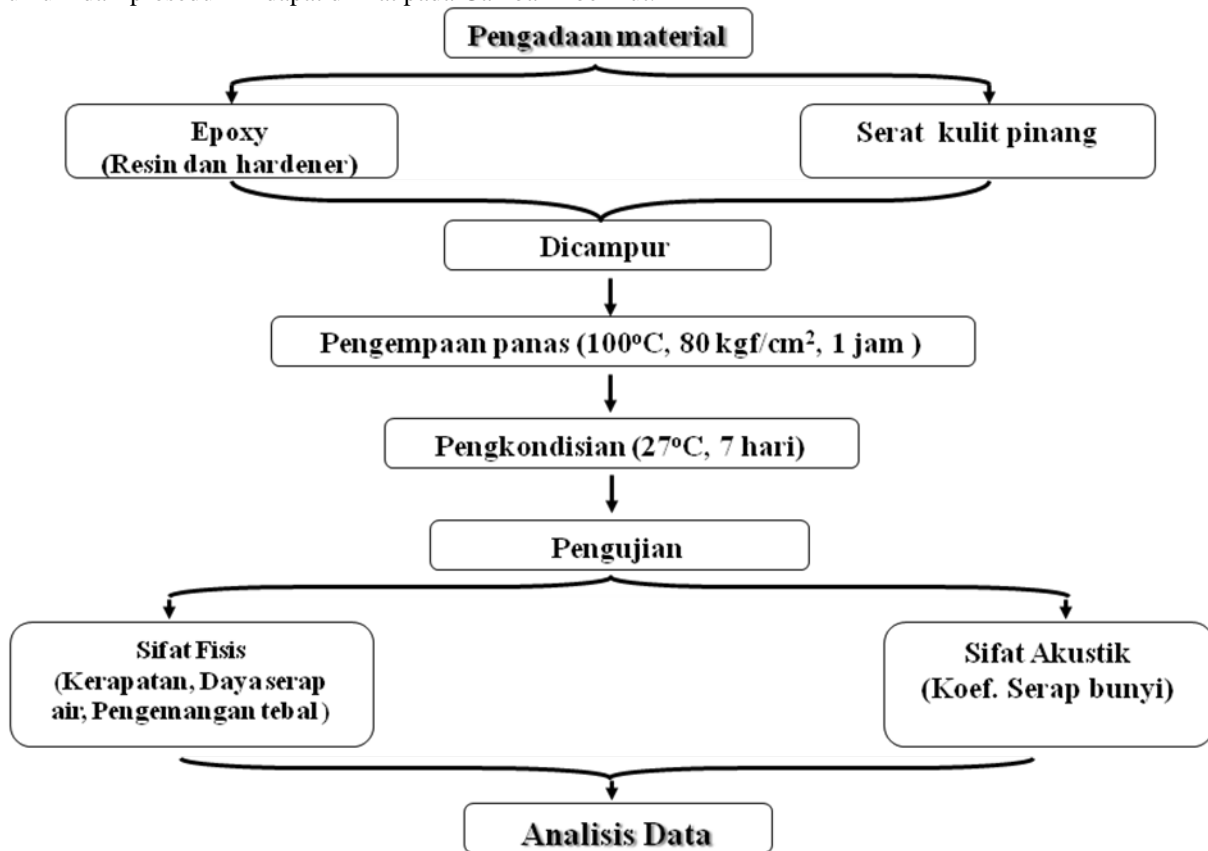 Pengadaan material
Epoxy
(Resin dan hardener)
Serat kulit pinang
Dicampur
Pengempaan panas (100°C, 80 kgf/cm², 1 jam )
Pengkondisian (27°C, 7 hari)
Pengujian
Sifat Fisis
(Kerapatan, Daya serap
air, Pengemangan tebal )
Sifat Akustik
(Koef. Serap bunyi)
Analisis Data